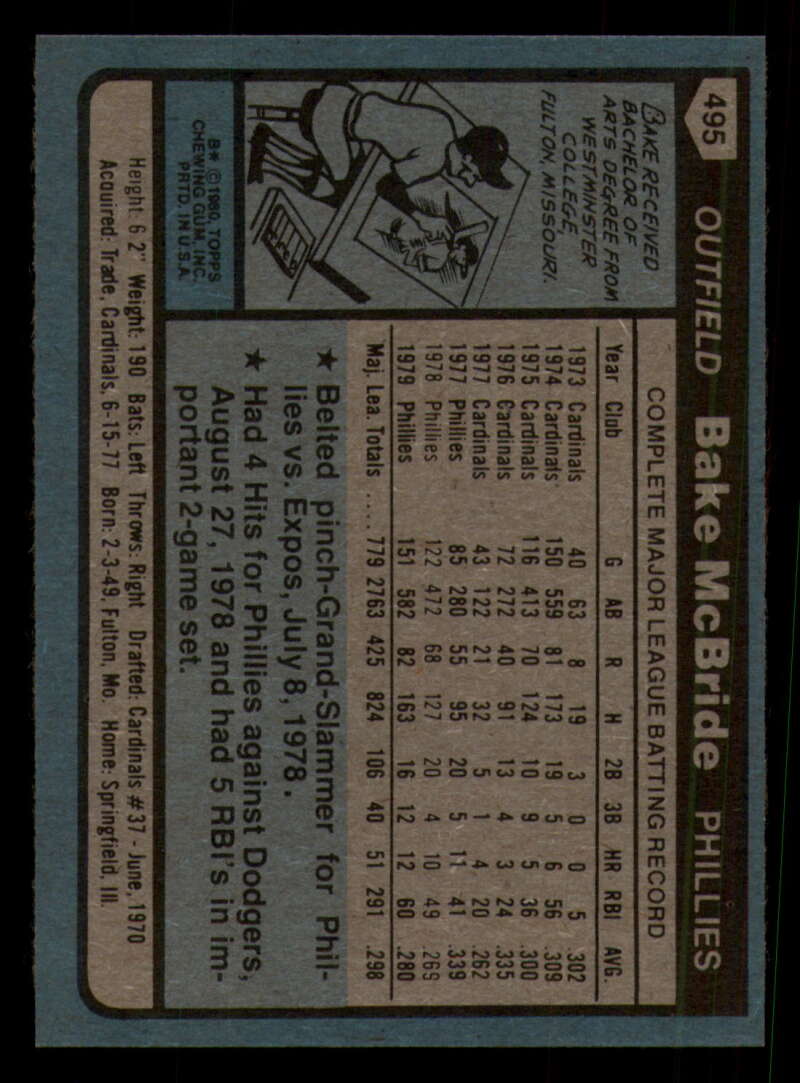 495
OUTFIELD Bake McBride PHILLIES
BAKE RECEIVED
BACHELOR OF
ARTS DEGREE FROM
WESTMINSTER
COLLEGE,
FULTON, MISSOURI.
B* © 1980, TOPPS
CHEWING GUM, INC.
PRTD. IN U.S.A.
COMPLETE MAJOR LEAGUE BATTING RECORD
Year Club G AB R H 2B 3B HR RBI AVG.
1973 Cardinals 40 63 8 19 3 0 0 5 .302
1974 Cardinals 150 559 81 173 19 5 6 56 .309
1975 Cardinals 116 413 70 124 10 9 5 36 .300
1976 Cardinals 72 272 40 91 13 4 3 24 .335
1977 Cardinals 43 122 21 32 5 1 4 20 .262
1977 Phillies 85 280 55 95 20 5 11 41 .339
1978 Phillies 122 472 68 127 20 4 10 49 .269
1979 Phillies 151 582 82 163 16 12 12 60 .280
Maj. Lea. Totals .... 779 2763 425 824 106 40 51 291 .298
★ Belted pinch-Grand-Slammer for Phil-
lies vs. Expos, July 8, 1978.
★ Had 4 Hits for Phillies against Dodgers,
August 27, 1978 and had 5 RBI's in im-
portant 2-game set.
Height: 6'2" Weight: 190 Bats: Left Throws: Right Drafted: Cardinals #37 - June, 1970
Acquired: Trade, Cardinals, 6-15-77 Born: 2-3-49, Fulton, Mo. Home: Springfield, Ill.